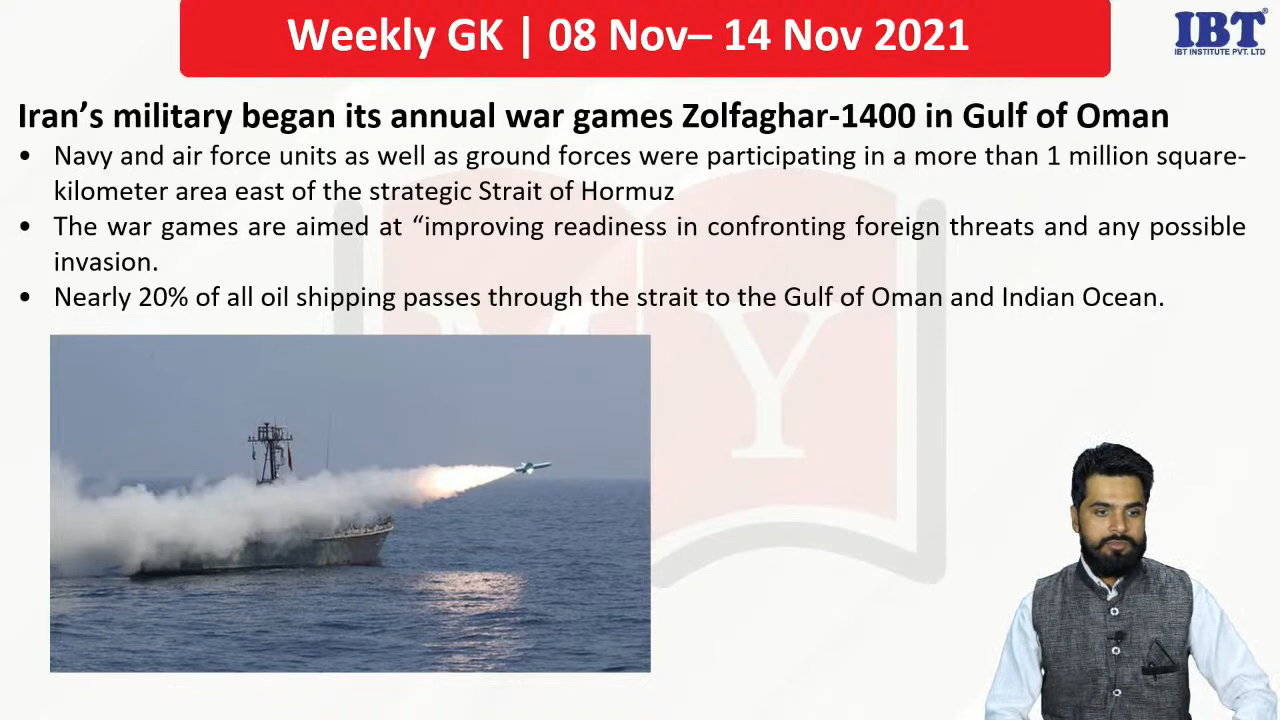 Weekly GK | 08 Nov– 14 Nov 2021
IBT
IBT INSTITUTE PVT. LTD
Iran’s military began its annual war games Zolfaghar-1400 in Gulf of Oman
• Navy and air force units as well as ground forces were participating in a more than 1 million square-
kilometer area east of the strategic Strait of Hormuz
• The war games are aimed at “improving readiness in confronting foreign threats and any possible
invasion.
• Nearly 20% of all oil shipping passes through the strait to the Gulf of Oman and Indian Ocean.
M Y